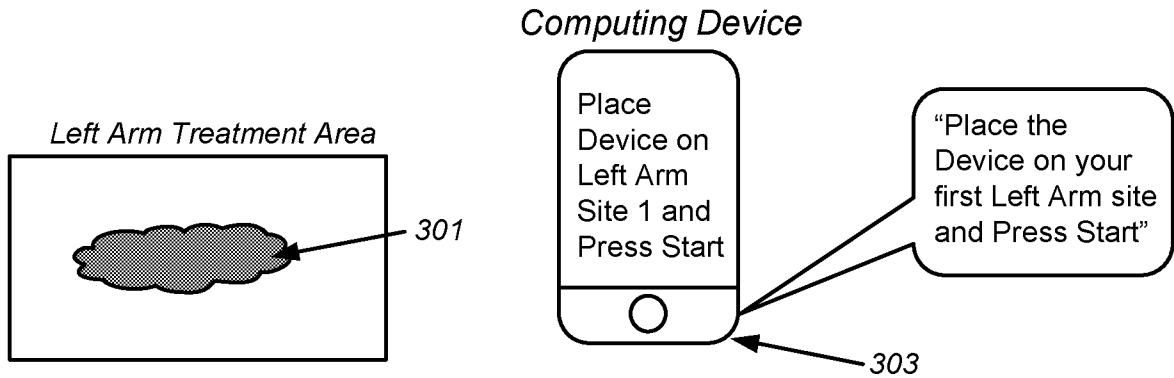 Computing Device
Left Arm Treatment Area
301
Place
Device on
Left Arm
Site 1 and
Press Start
“Place the
Device on your
first Left Arm site
and Press Start”
303